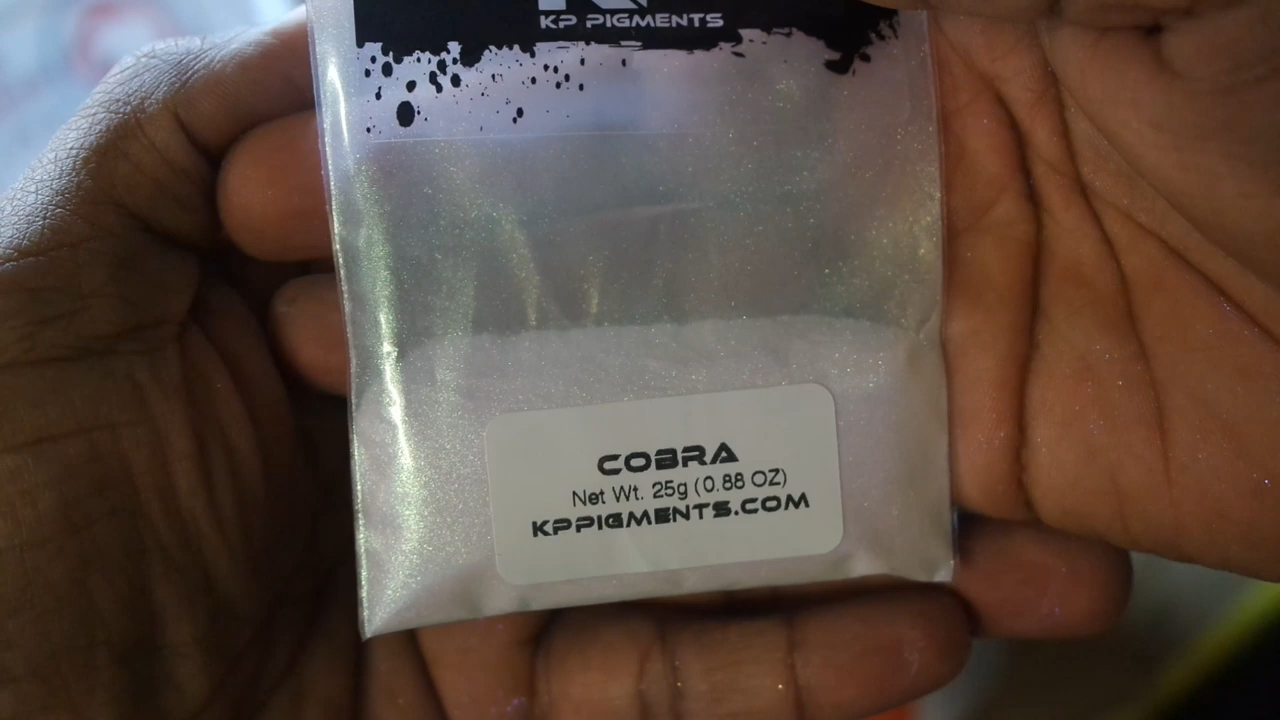 KP PIGMENTS
COBRA
Net Wt. 25g (0.88 OZ)
KPPIGMENTS.COM